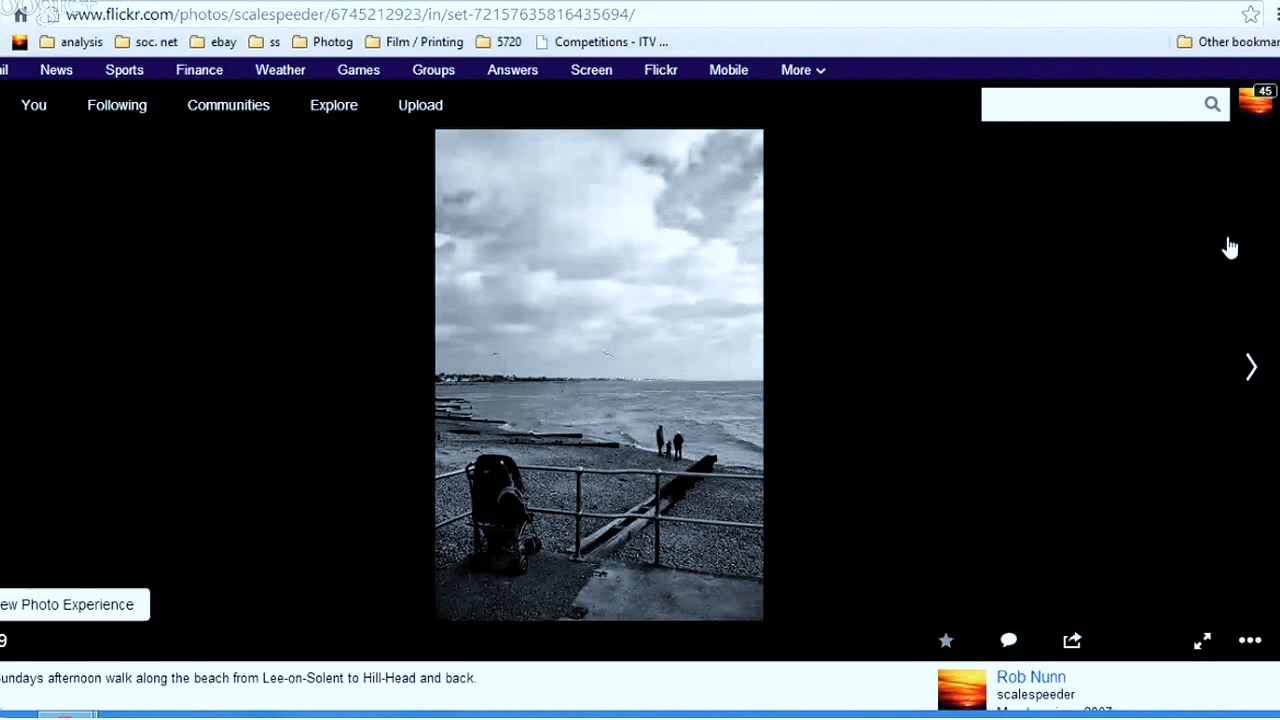 www.flickr.com/photos/scalespeeder/6745212923/in/set-72157635816435694/
analysis soc. net ebay ss Photog Film / Printing 5720 Competitions - ITV ... Other bookmar
il News Sports Finance Weather Games Groups Answers Screen Flickr Mobile More
45
You Following Communities Explore Upload
ew Photo Experience
9
undays afternoon walk along the beach from Lee-on-Solent to Hill-Head and back.
Rob Nunn
scalespeeder
2007